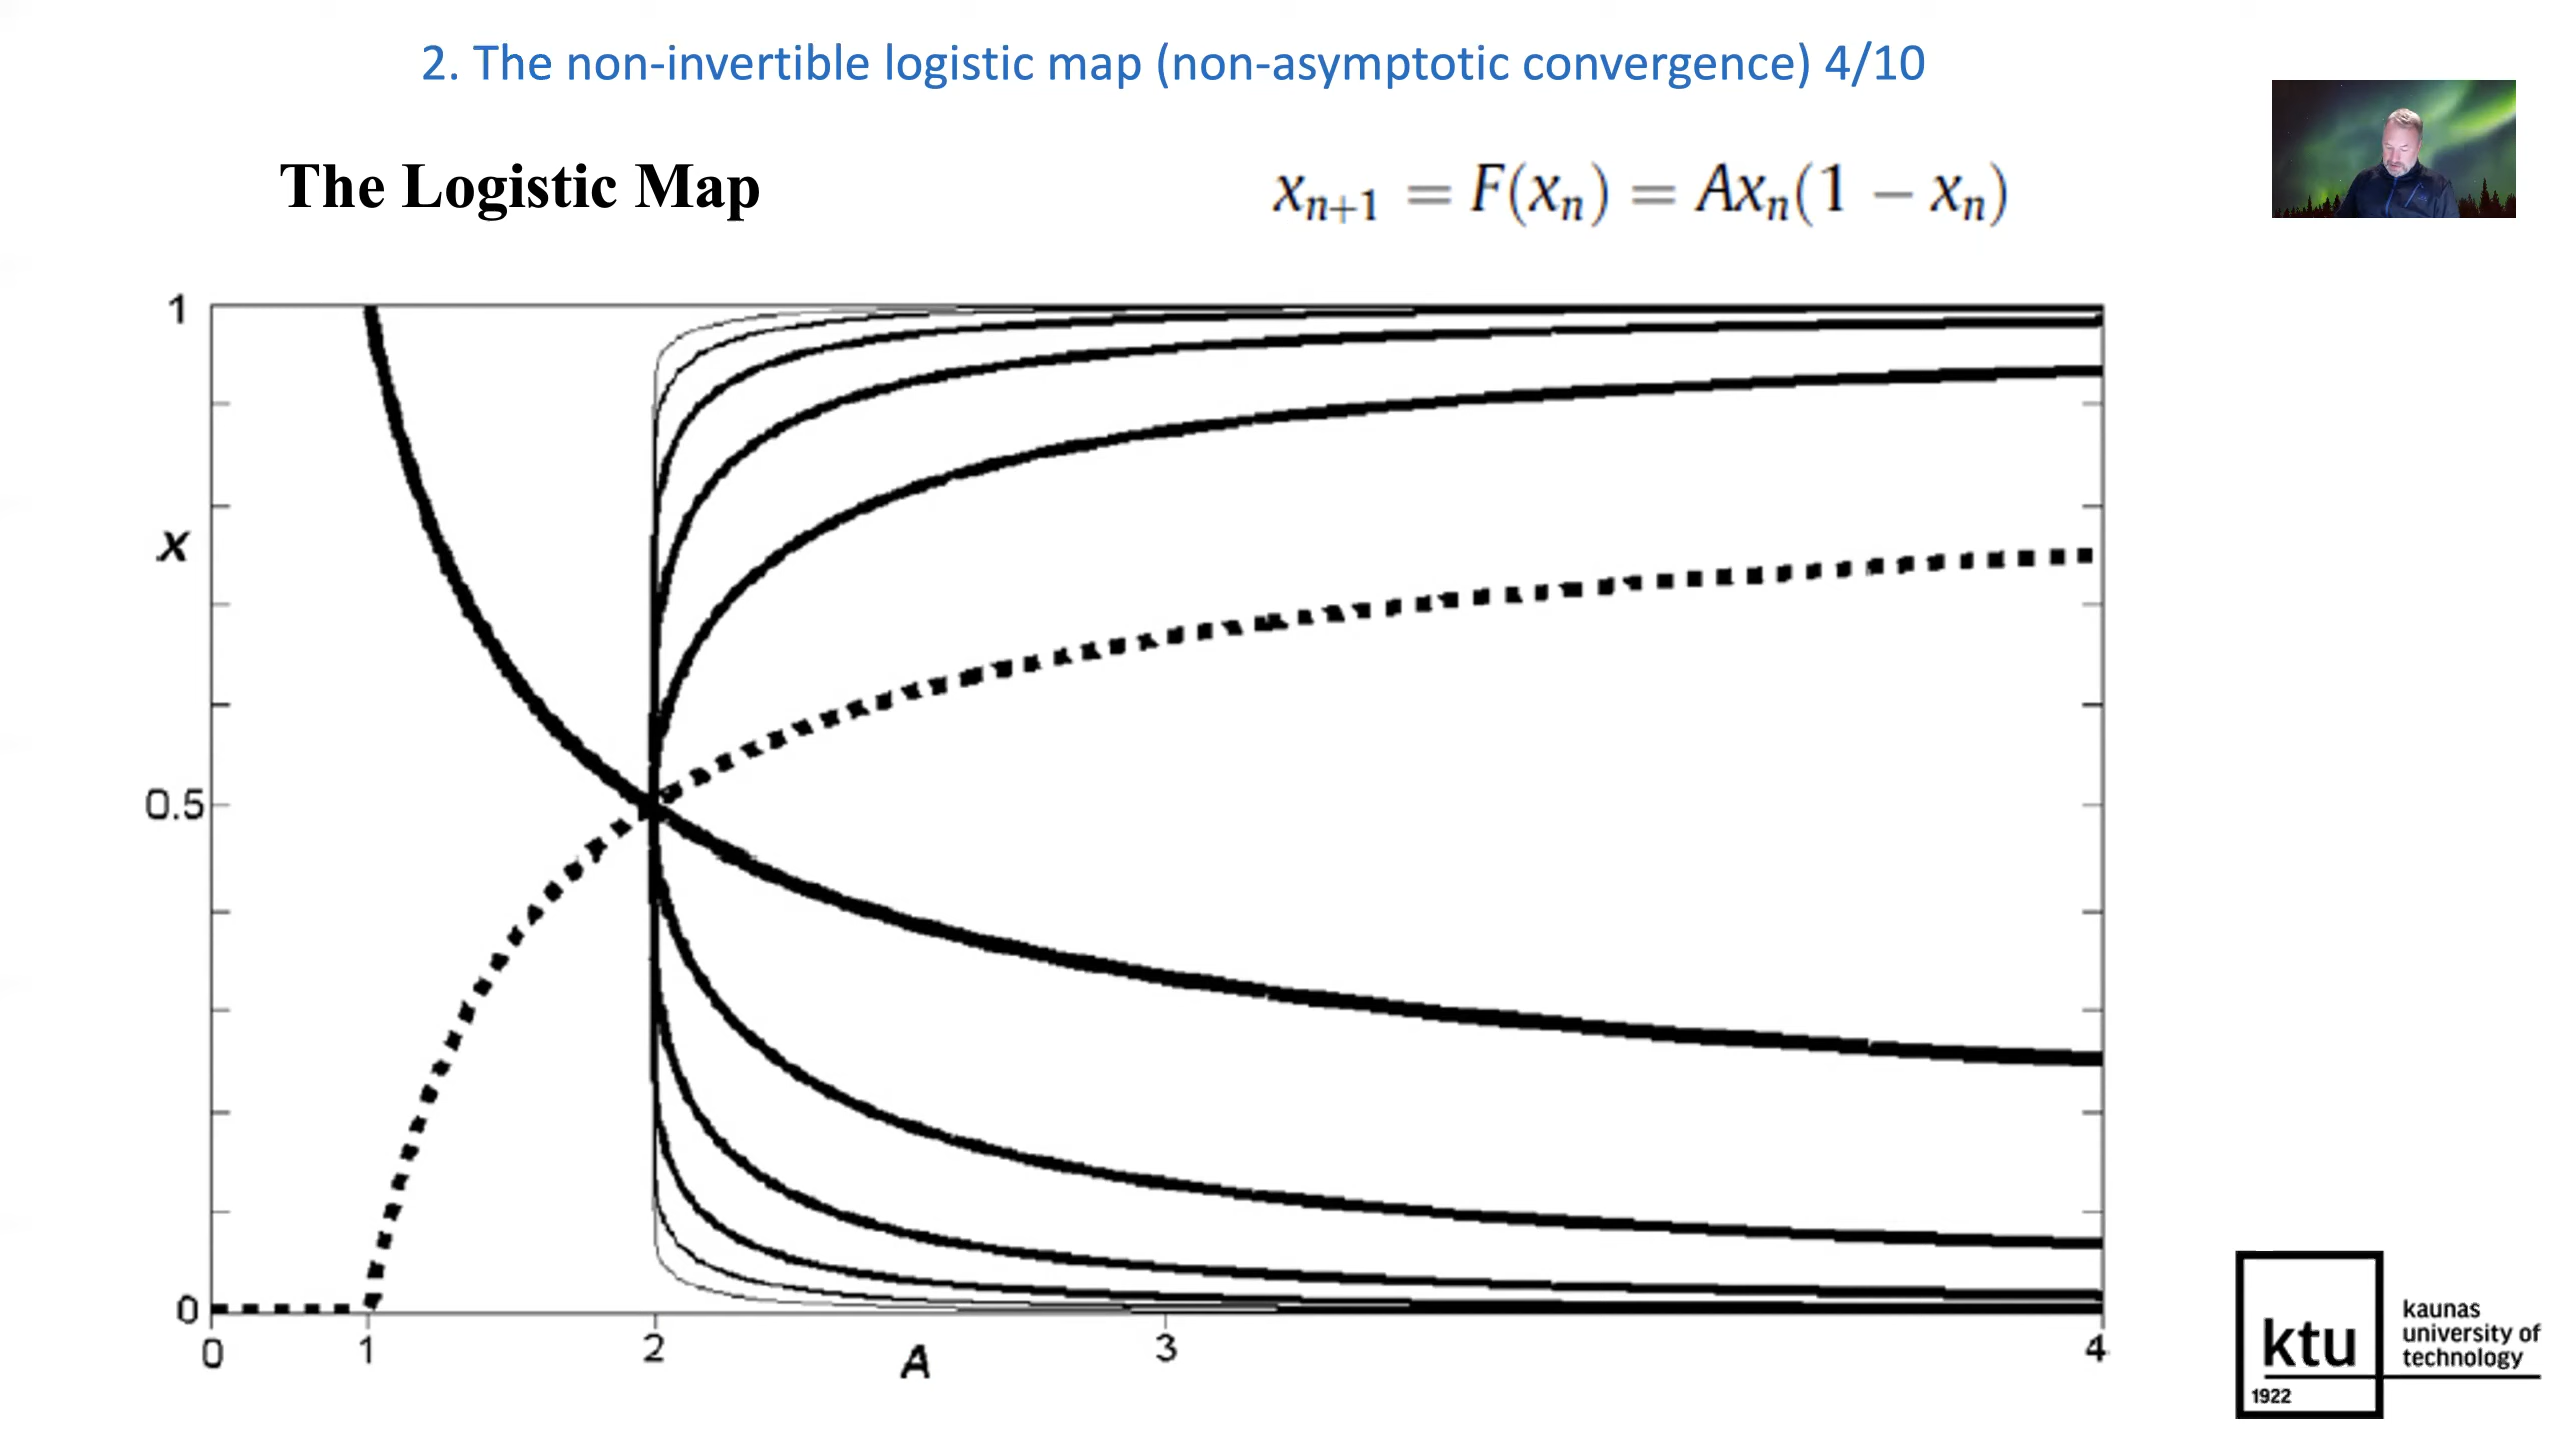 2. The non-invertible logistic map (non-asymptotic convergence) 4/10
The Logistic Map
xₙ₊₁ = F(xₙ) = Axₙ(1 − xₙ)
1
x
0.5
0
0 1 2 A 3 4
ktu
1922
kaunas
university of
technology